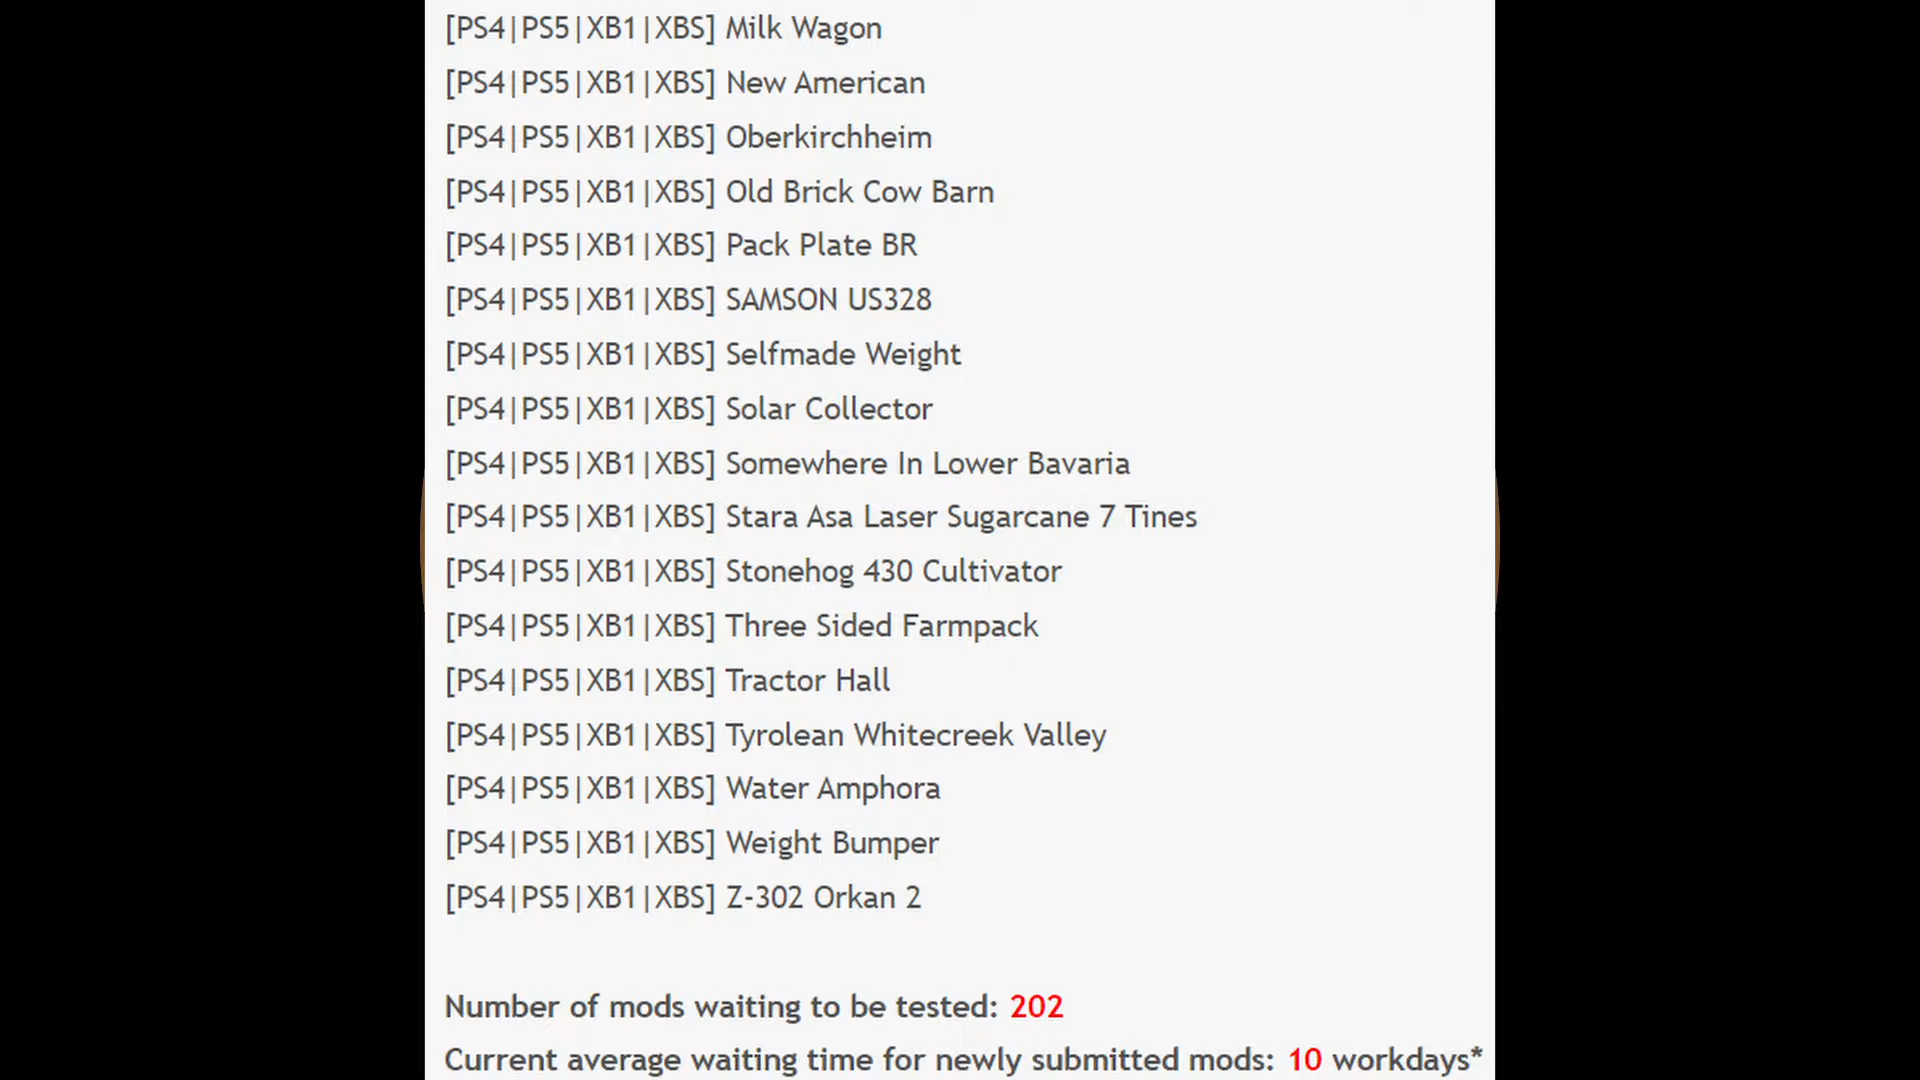 [PS4|PS5|XB1|XBS] Milk Wagon
[PS4|PS5|XB1|XBS] New American
[PS4|PS5|XB1|XBS] Oberkirchheim
[PS4|PS5|XB1|XBS] Old Brick Cow Barn
[PS4|PS5|XB1|XBS] Pack Plate BR
[PS4|PS5|XB1|XBS] SAMSON US328
[PS4|PS5|XB1|XBS] Selfmade Weight
[PS4|PS5|XB1|XBS] Solar Collector
[PS4|PS5|XB1|XBS] Somewhere In Lower Bavaria
[PS4|PS5|XB1|XBS] Stara Asa Laser Sugarcane 7 Tines
[PS4|PS5|XB1|XBS] Stonehog 430 Cultivator
[PS4|PS5|XB1|XBS] Three Sided Farmpack
[PS4|PS5|XB1|XBS] Tractor Hall
[PS4|PS5|XB1|XBS] Tyrolean Whitecreek Valley
[PS4|PS5|XB1|XBS] Water Amphora
[PS4|PS5|XB1|XBS] Weight Bumper
[PS4|PS5|XB1|XBS] Z-302 Orkan 2
Number of mods waiting to be tested: 202
Current average waiting time for newly submitted mods: 10 workdays*